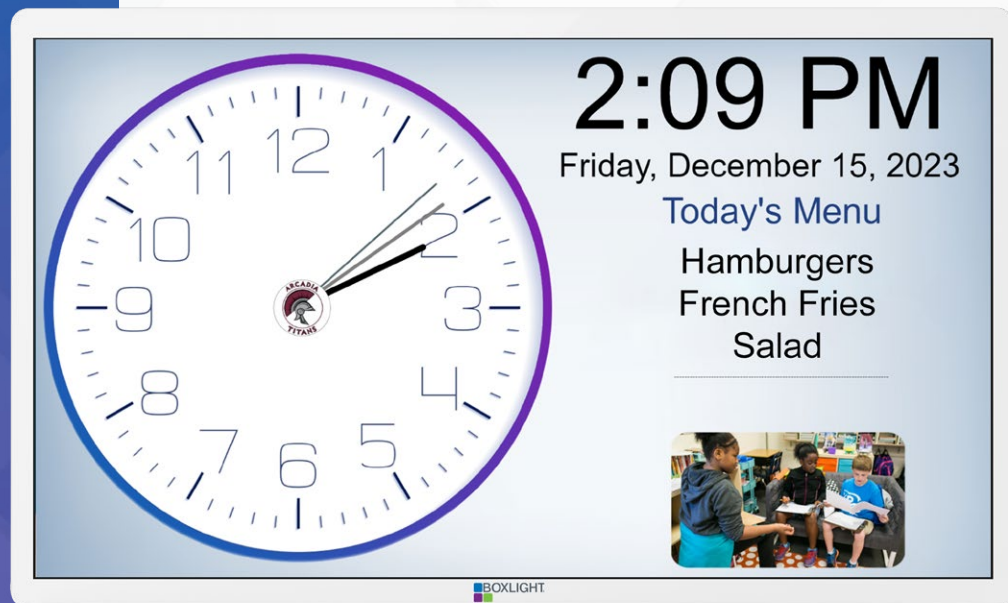 12
1
2
3
4
5
6
7
8
9
10
11
ARCADIA
TITANS
2:09 PM
Friday, December 15, 2023
Today's Menu
Hamburgers
French Fries
Salad
BOXLIGHT